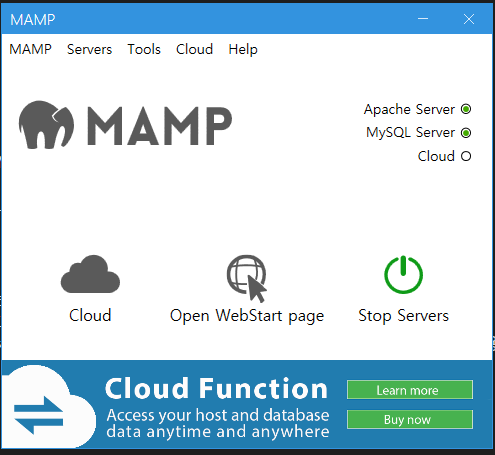 MAMP
MAMP Servers Tools Cloud Help
MAMP
Apache Server
MySQL Server
Cloud
Cloud
Open WebStart page
Stop Servers
Cloud Function
Access your host and database
data anytime and anywhere
Learn more
Buy now